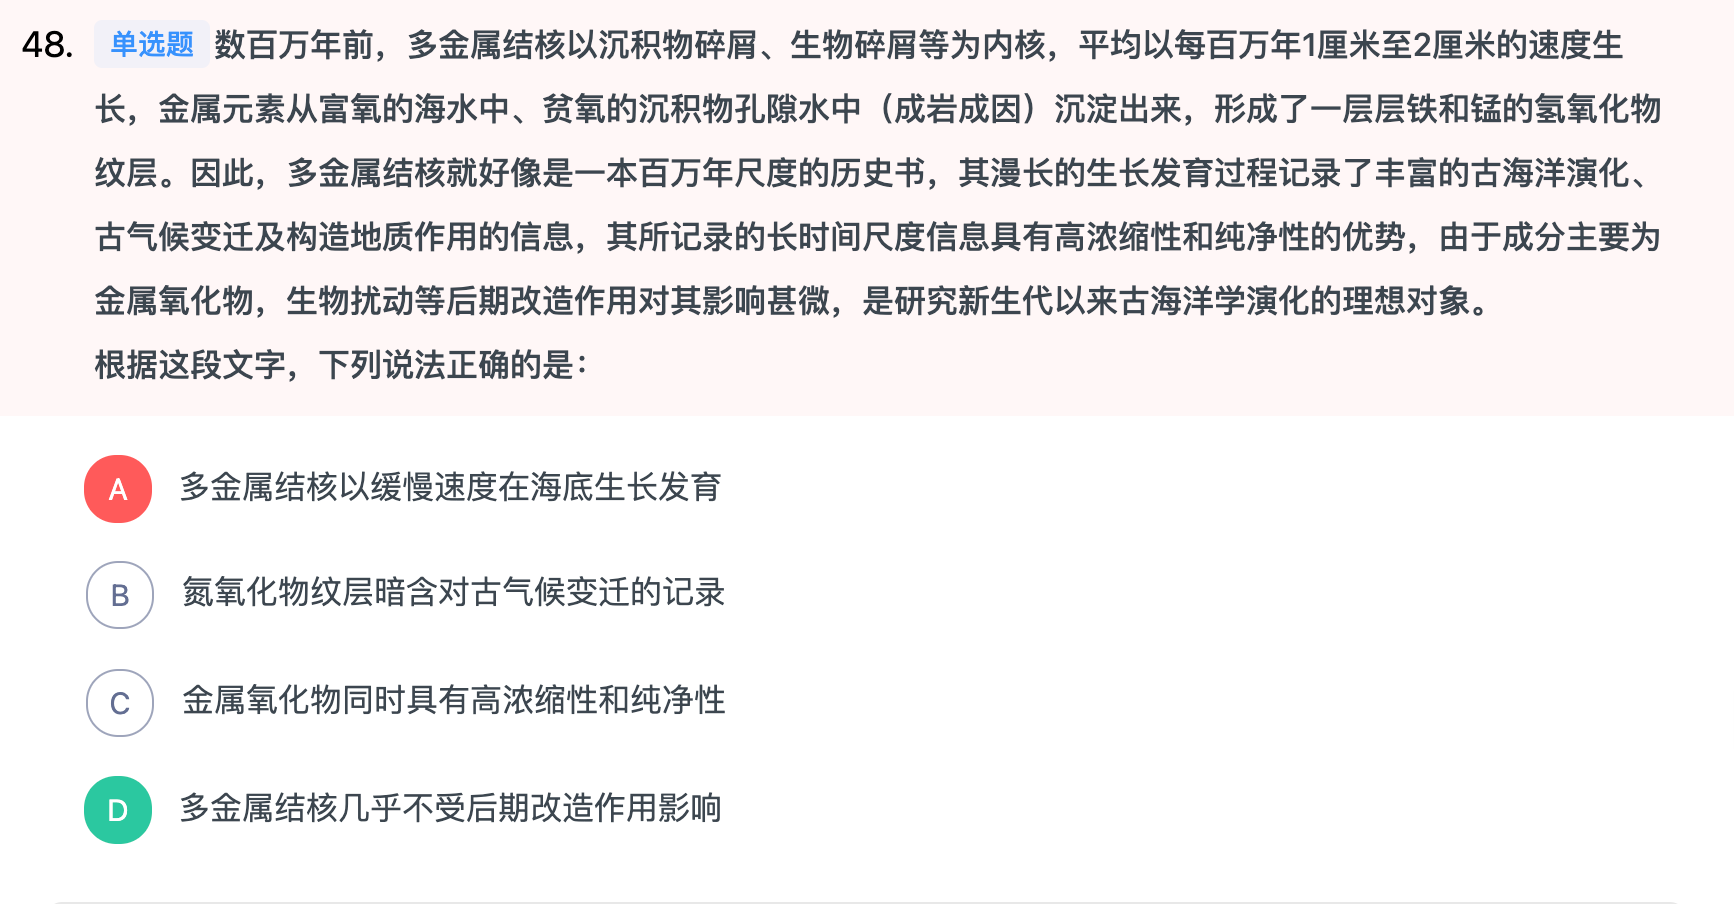 48. 单选题 数百万年前，多金属结核以沉积物碎屑、生物碎屑等为内核，平均以每百万年1厘米至2厘米的速度生
长，金属元素从富氧的海水中、贫氧的沉积物孔隙水中（成岩成因）沉淀出来，形成了一层层铁和锰的氢氧化物
纹层。因此，多金属结核就好像是一本百万年尺度的历史书，其漫长的生长发育过程记录了丰富的古海洋演化、
古气候变迁及构造地质作用的信息，其所记录的长时间尺度信息具有高浓缩性和纯净性的优势，由于成分主要为
金属氧化物，生物扰动等后期改造作用对其影响甚微，是研究新生代以来古海洋学演化的理想对象。
根据这段文字，下列说法正确的是：
A 多金属结核以缓慢速度在海底生长发育
B 氮氧化物纹层暗含对古气候变迁的记录
C 金属氧化物同时具有高浓缩性和纯净性
D 多金属结核几乎不受后期改造作用影响